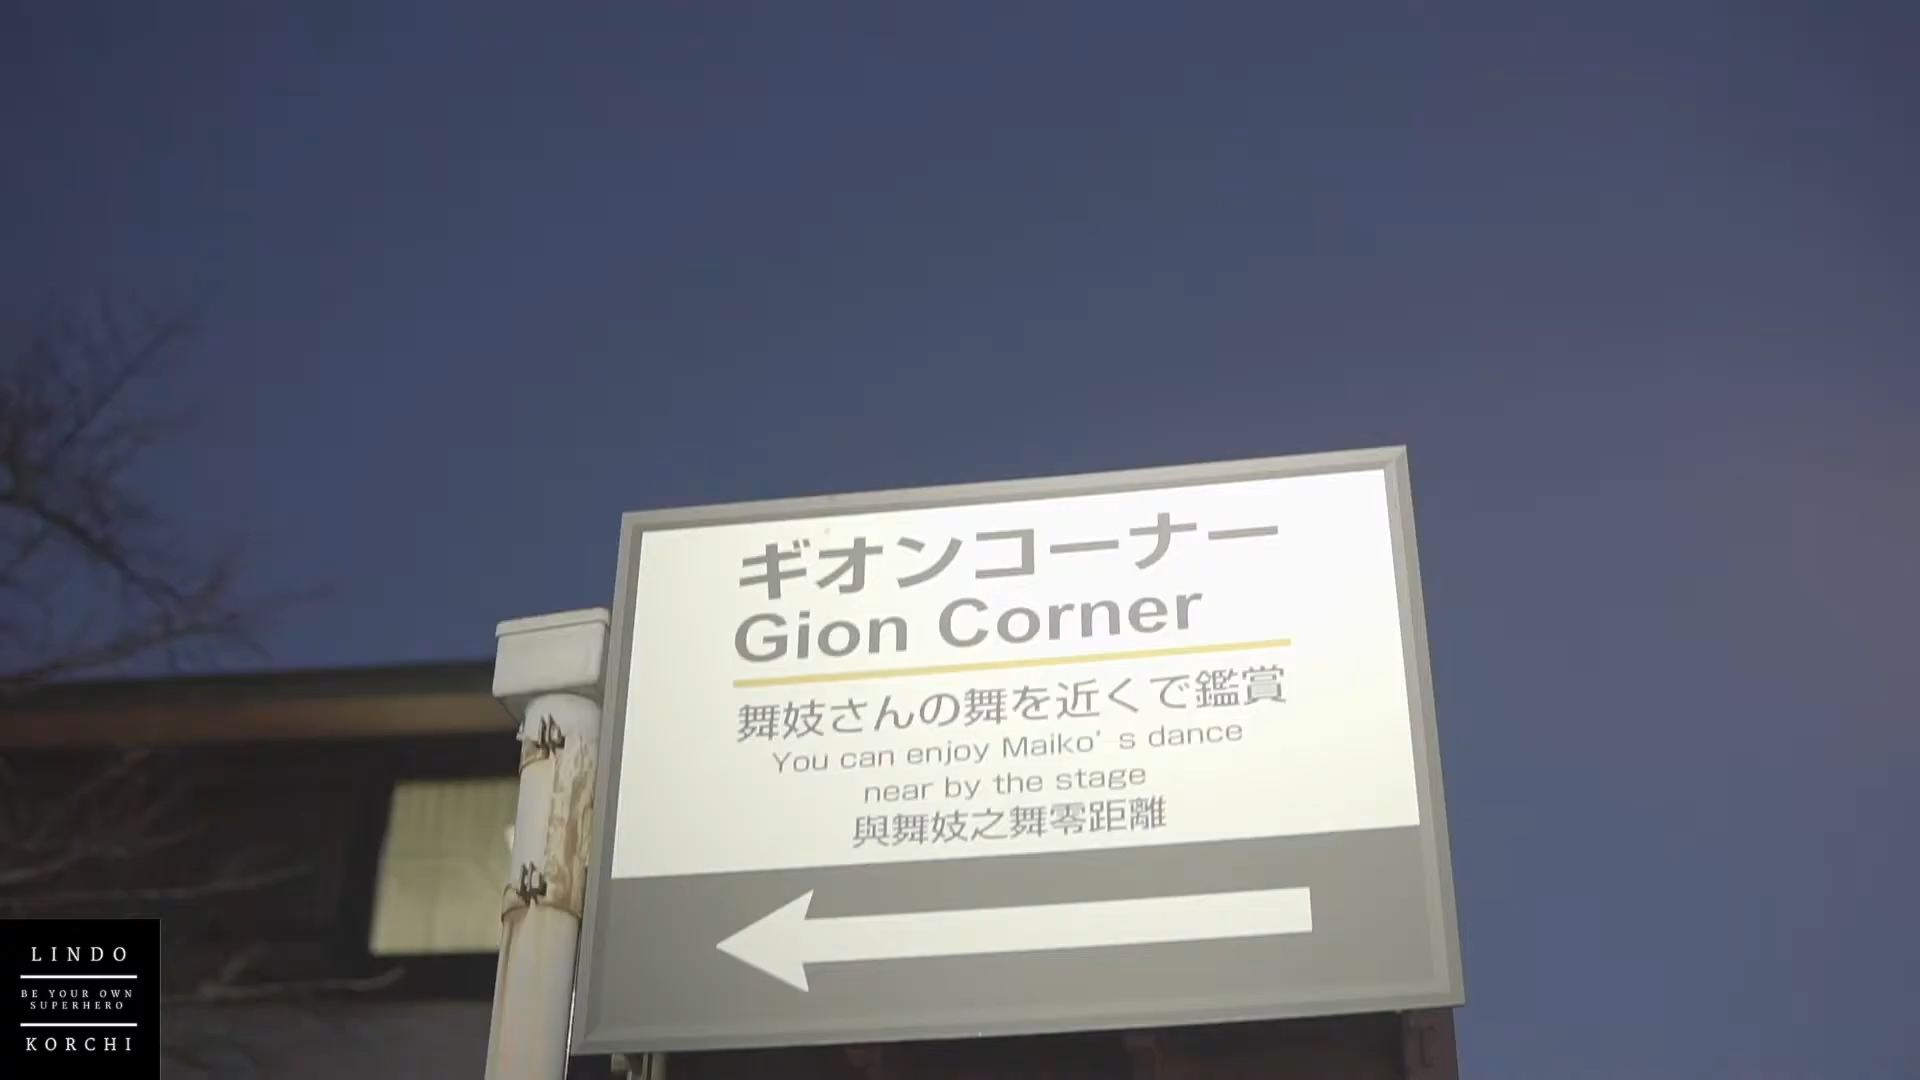 ギオンコーナー
Gion Corner
舞妓さんの舞を近くで鑑賞
You can enjoy Maiko's dance
near by the stage
與舞妓之舞零距離
LINDO
BE YOUR OWN
SUPERHERO
KORCHI